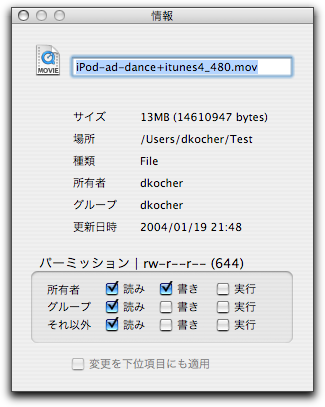 情報
MOVIE
iPod-ad-dance+itunes4_480.mov
サイズ 13MB (14610947 bytes)
場所 /Users/dkocher/Test
種類 File
所有者 dkocher
グループ dkocher
更新日時 2004/01/19 21:48
パーミッション | rw-r--r-- (644)
所有者 読み 書き 実行
グループ 読み 書き 実行
それ以外 読み 書き 実行
変更を下位項目にも適用